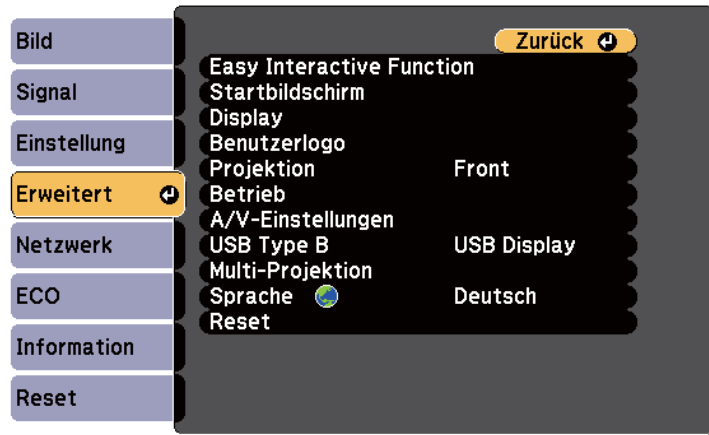 Bild
Signal
Einstellung
Erweitert
Netzwerk
ECO
Information
Reset
Zurück
Easy Interactive Function
Startbildschirm
Display
Benutzerlogo
Projektion Front
Betrieb
A/V-Einstellungen
USB Type B USB Display
Multi-Projektion
Sprache Deutsch
Reset